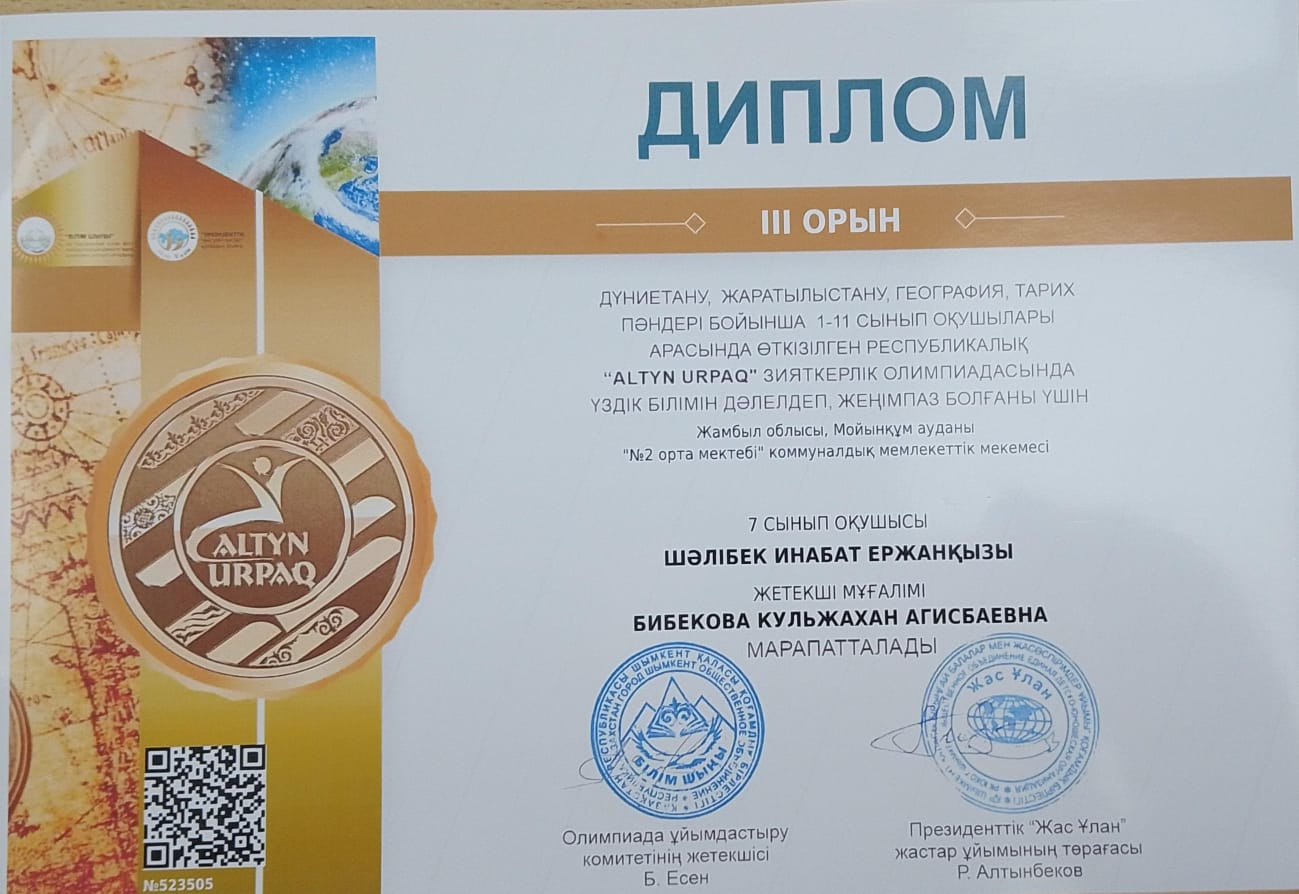 ДИПЛОМ
III ОРЫН
ДҮНИЕТАНУ, ЖАРАТЫЛЫСТАНУ, ГЕОГРАФИЯ, ТАРИХ
ПӘНДЕРІ БОЙЫНША 1-11 СЫНЫП ОҚУШЫЛАРЫ
АРАСЫНДА ӨТКІЗІЛГЕН РЕСПУБЛИКАЛЫҚ
“ALTYN URPAQ” ЗИЯТКЕРЛІК ОЛИМПИАДАСЫНДА
ҮЗДІК БІЛІМІН ДӘЛЕЛДЕП, ЖЕҢІМПАЗ БОЛҒАНЫ ҮШІН
Жамбыл облысы, Мойынқұм ауданы
"№2 орта мектебі" коммуналдық мемлекеттік мекемесі
7 СЫНЫП ОҚУШЫСЫ
ШӘЛІБЕК ИНАБАТ ЕРЖАНҚЫЗЫ
ЖЕТЕКШІ МҰҒАЛІМІ
БИБЕКОВА КУЛЬЖАХАН АГИСБАЕВНА
МАРАПАТТАЛАДЫ
"БІЛІМ ШЫҢЫ"
ALTYN
URPAQ
БІЛІМ ШЫҢЫ
Жас Ұлан
Олимпиада ұйымдастыру
комитетінің жетекшісі
Б. Есен
Президенттік “Жас Ұлан”
жастар ұйымының төрағасы
Р. Алтынбеков
№523505